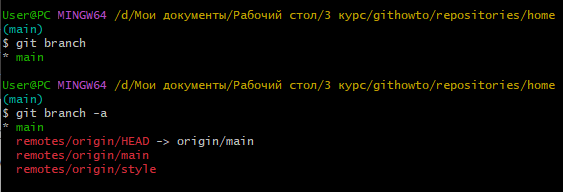 User@PC MINGW64 /d/Мои документы/Рабочий стол/3 курс/githowto/repositories/home
(main)
$ git branch
* main
User@PC MINGW64 /d/Мои документы/Рабочий стол/3 курс/githowto/repositories/home
(main)
$ git branch -a
* main
remotes/origin/HEAD -> origin/main
remotes/origin/main
remotes/origin/style